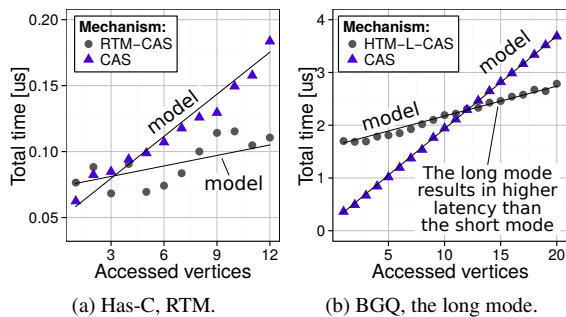 Mechanism:
RTM-CAS
CAS
model
model
Total time [us]
0.20
0.15
0.10
0.05
3
6
9
12
Accessed vertices
(a) Has-C, RTM.
Mechanism:
HTM-L-CAS
CAS
model
model
The long mode
results in higher
latency than
the short mode
Total time [us]
4
3
2
1
0
0
5
10
15
20
Accessed vertices
(b) BGQ, the long mode.